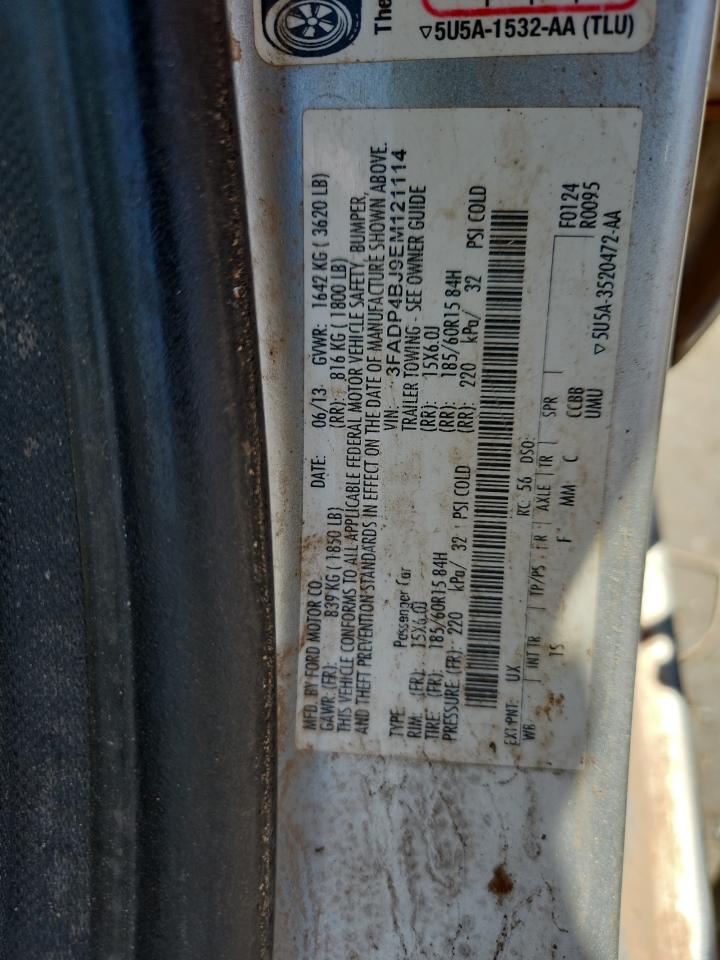 The
▽5U5A-1532-AA (TLU)
MFD. BY FORD MOTOR CO. DATE: 06/13 GVWR: 1642 KG ( 3620 LB)
GAWR: (FR): 839 KG ( 1850 LB) (RR): 816 KG ( 1800 LB)
THIS VEHICLE CONFORMS TO ALL APPLICABLE FEDERAL MOTOR VEHICLE SAFETY, BUMPER,
AND THEFT PREVENTION STANDARDS IN EFFECT ON THE DATE OF MANUFACTURE SHOWN ABOVE.
VIN: 3FADP4BJ9EM121114
TYPE: Passenger Car TRAILER TOWING - SEE OWNER GUIDE
RIM: (FR): 15X6.0J (RR): 15X6.0J
TIRE: (FR): 185/60R15 84H (RR): 185/60R15 84H
PRESSURE: (FR): 220 kPa/ 32 PSI COLD (RR): 220 kPa/ 32 PSI COLD
EXT PNT: UX RC: 56 DSO: F0124
WB INT TR TP/PS FR AXLE TR SPR R0095
15 F MM C CCBB
UMU ▽5U5A-3520472-AA